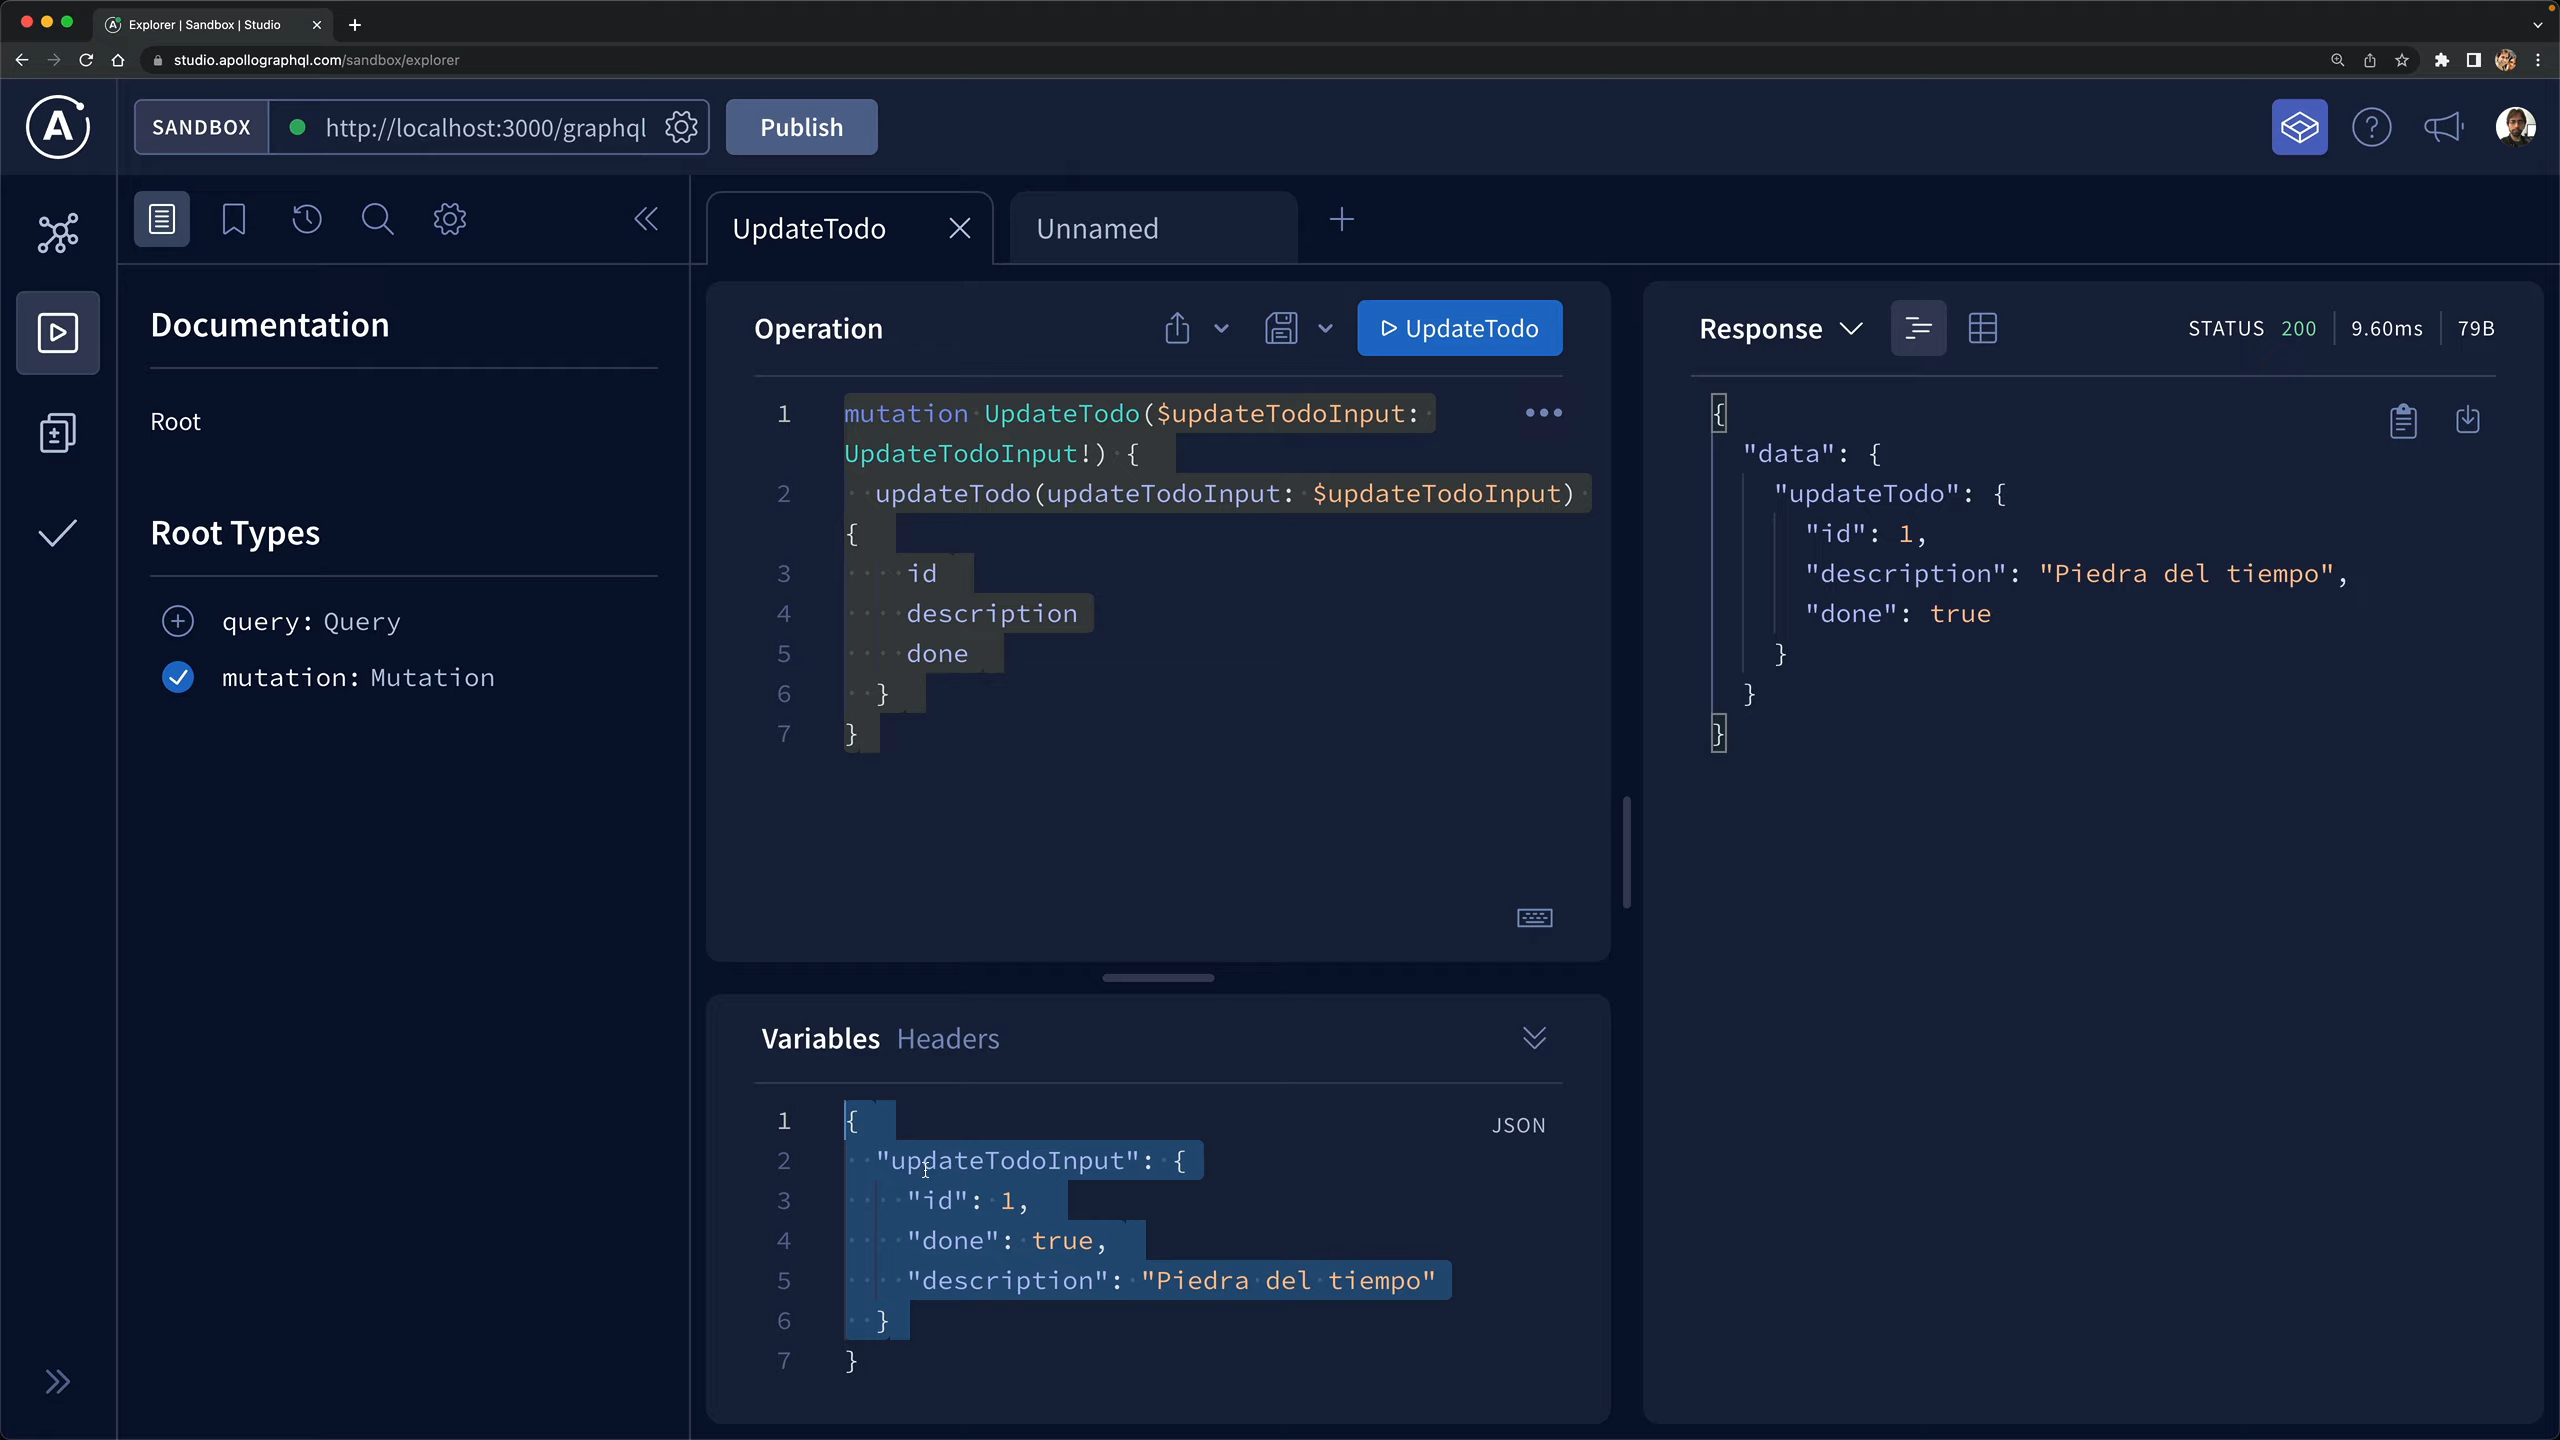 Explorer | Sandbox | Studio
studio.apollographql.com/sandbox/explorer
SANDBOX
http://localhost:3000/graphql
Publish
UpdateTodo
Unnamed
Documentation
Root
Root Types
query: Query
mutation: Mutation
Operation
UpdateTodo
1 mutation UpdateTodo($updateTodoInput:
UpdateTodoInput!) {
2 updateTodo(updateTodoInput: $updateTodoInput)
{
3 id
4 description
5 done
6 }
7 }
Variables Headers
JSON
1 {
2 "updateTodoInput": {
3 "id": 1,
4 "done": true,
5 "description": "Piedra del tiempo"
6 }
7 }
Response
STATUS 200 9.60ms 79B
{
"data": {
"updateTodo": {
"id": 1,
"description": "Piedra del tiempo",
"done": true
}
}
}